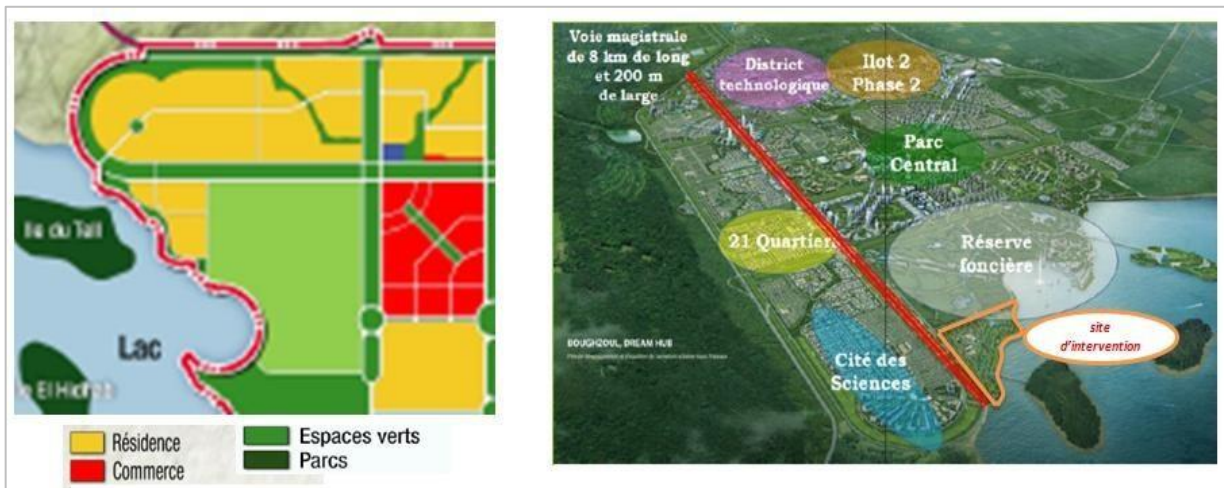 Ile du Tall
Lac
El Hidhab
Résidence
Commerce
Espaces verts
Parcs
Voie magistrale
de 8 km de long
et 200 m
de large
District
technologique
Ilot 2
Phase 2
Parc
Central
21 Quartier
Réserve
foncière
BOUGHZOUL, DREAM HUB
Cité des
Sciences
site
d'intervention